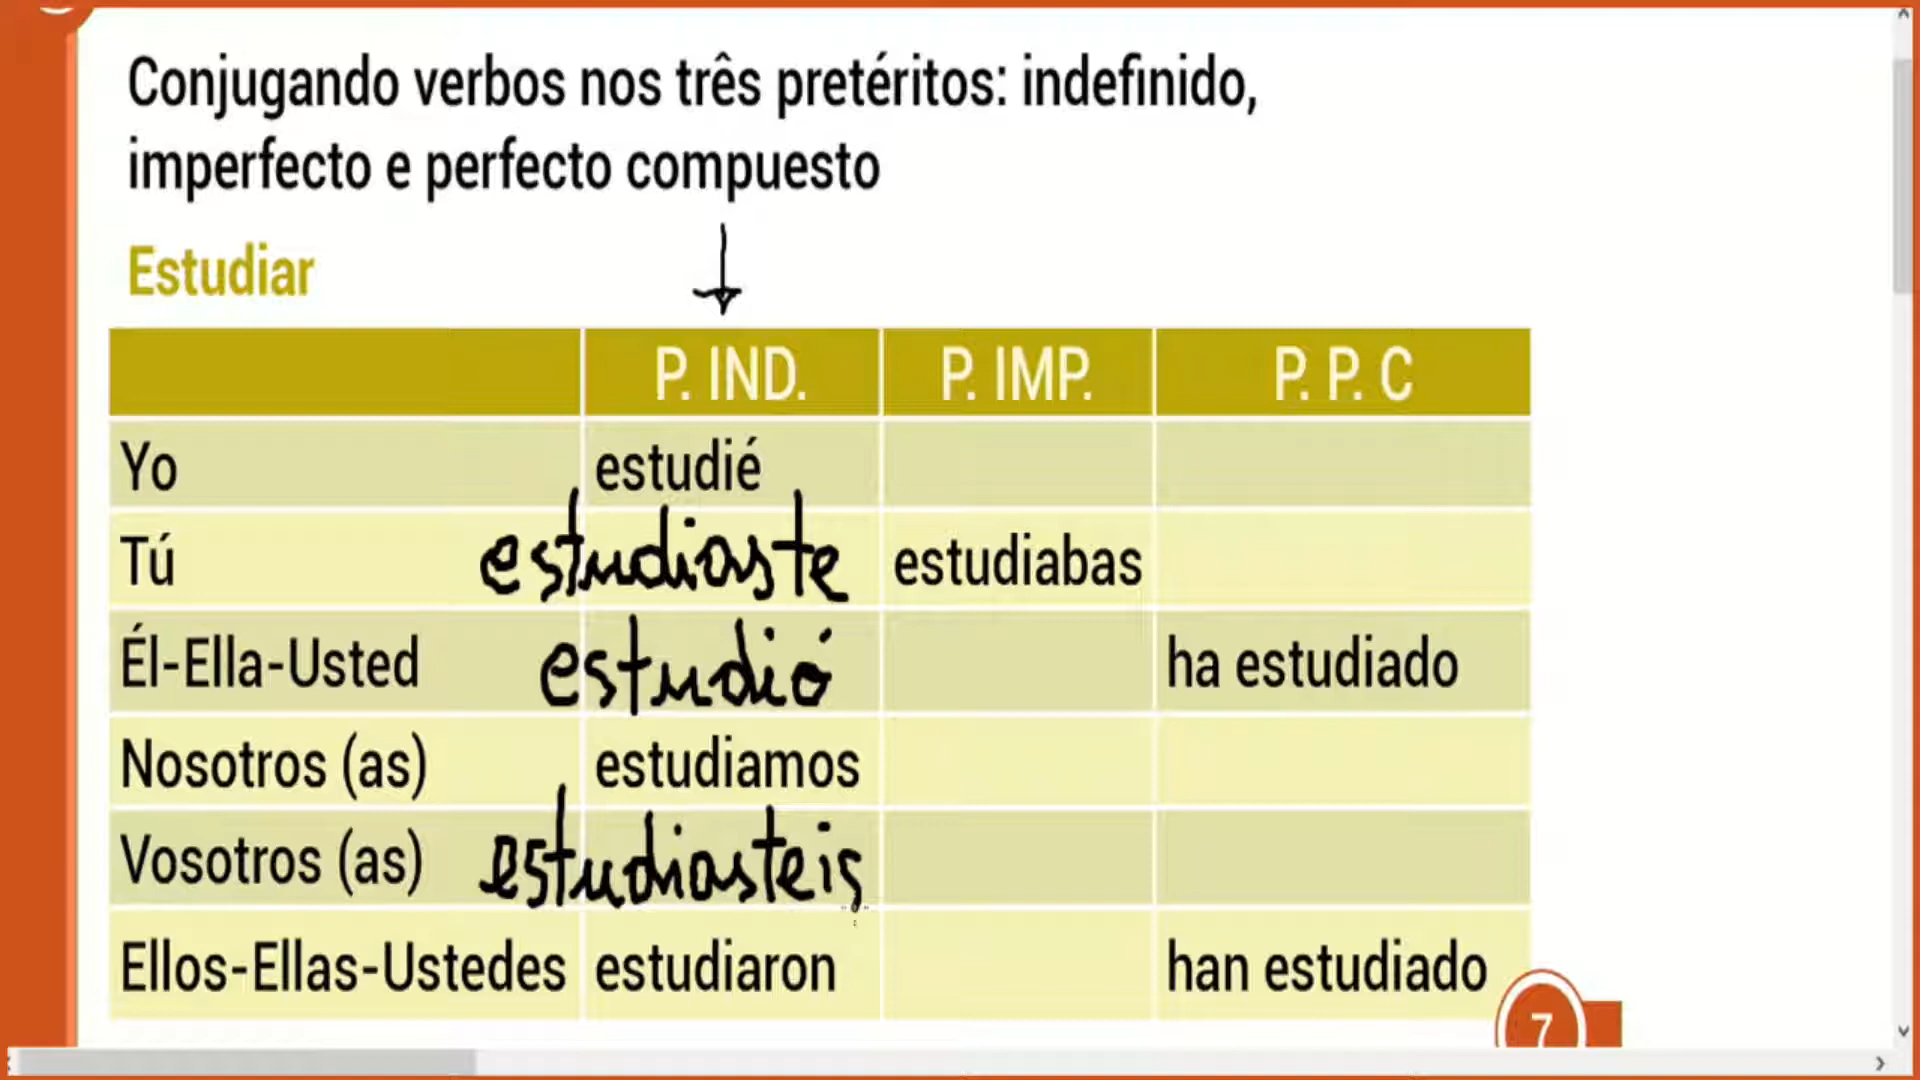 Conjugando verbos nos três pretéritos: indefinido,
imperfecto e perfecto compuesto
Estudiar
P. IND. P. IMP. P. P. C
Yo estudié
Tú estudiaste estudiabas
Él-Ella-Usted estudió ha estudiado
Nosotros (as) estudiamos
Vosotros (as) estudiasteis
Ellos-Ellas-Ustedes estudiaron han estudiado
7